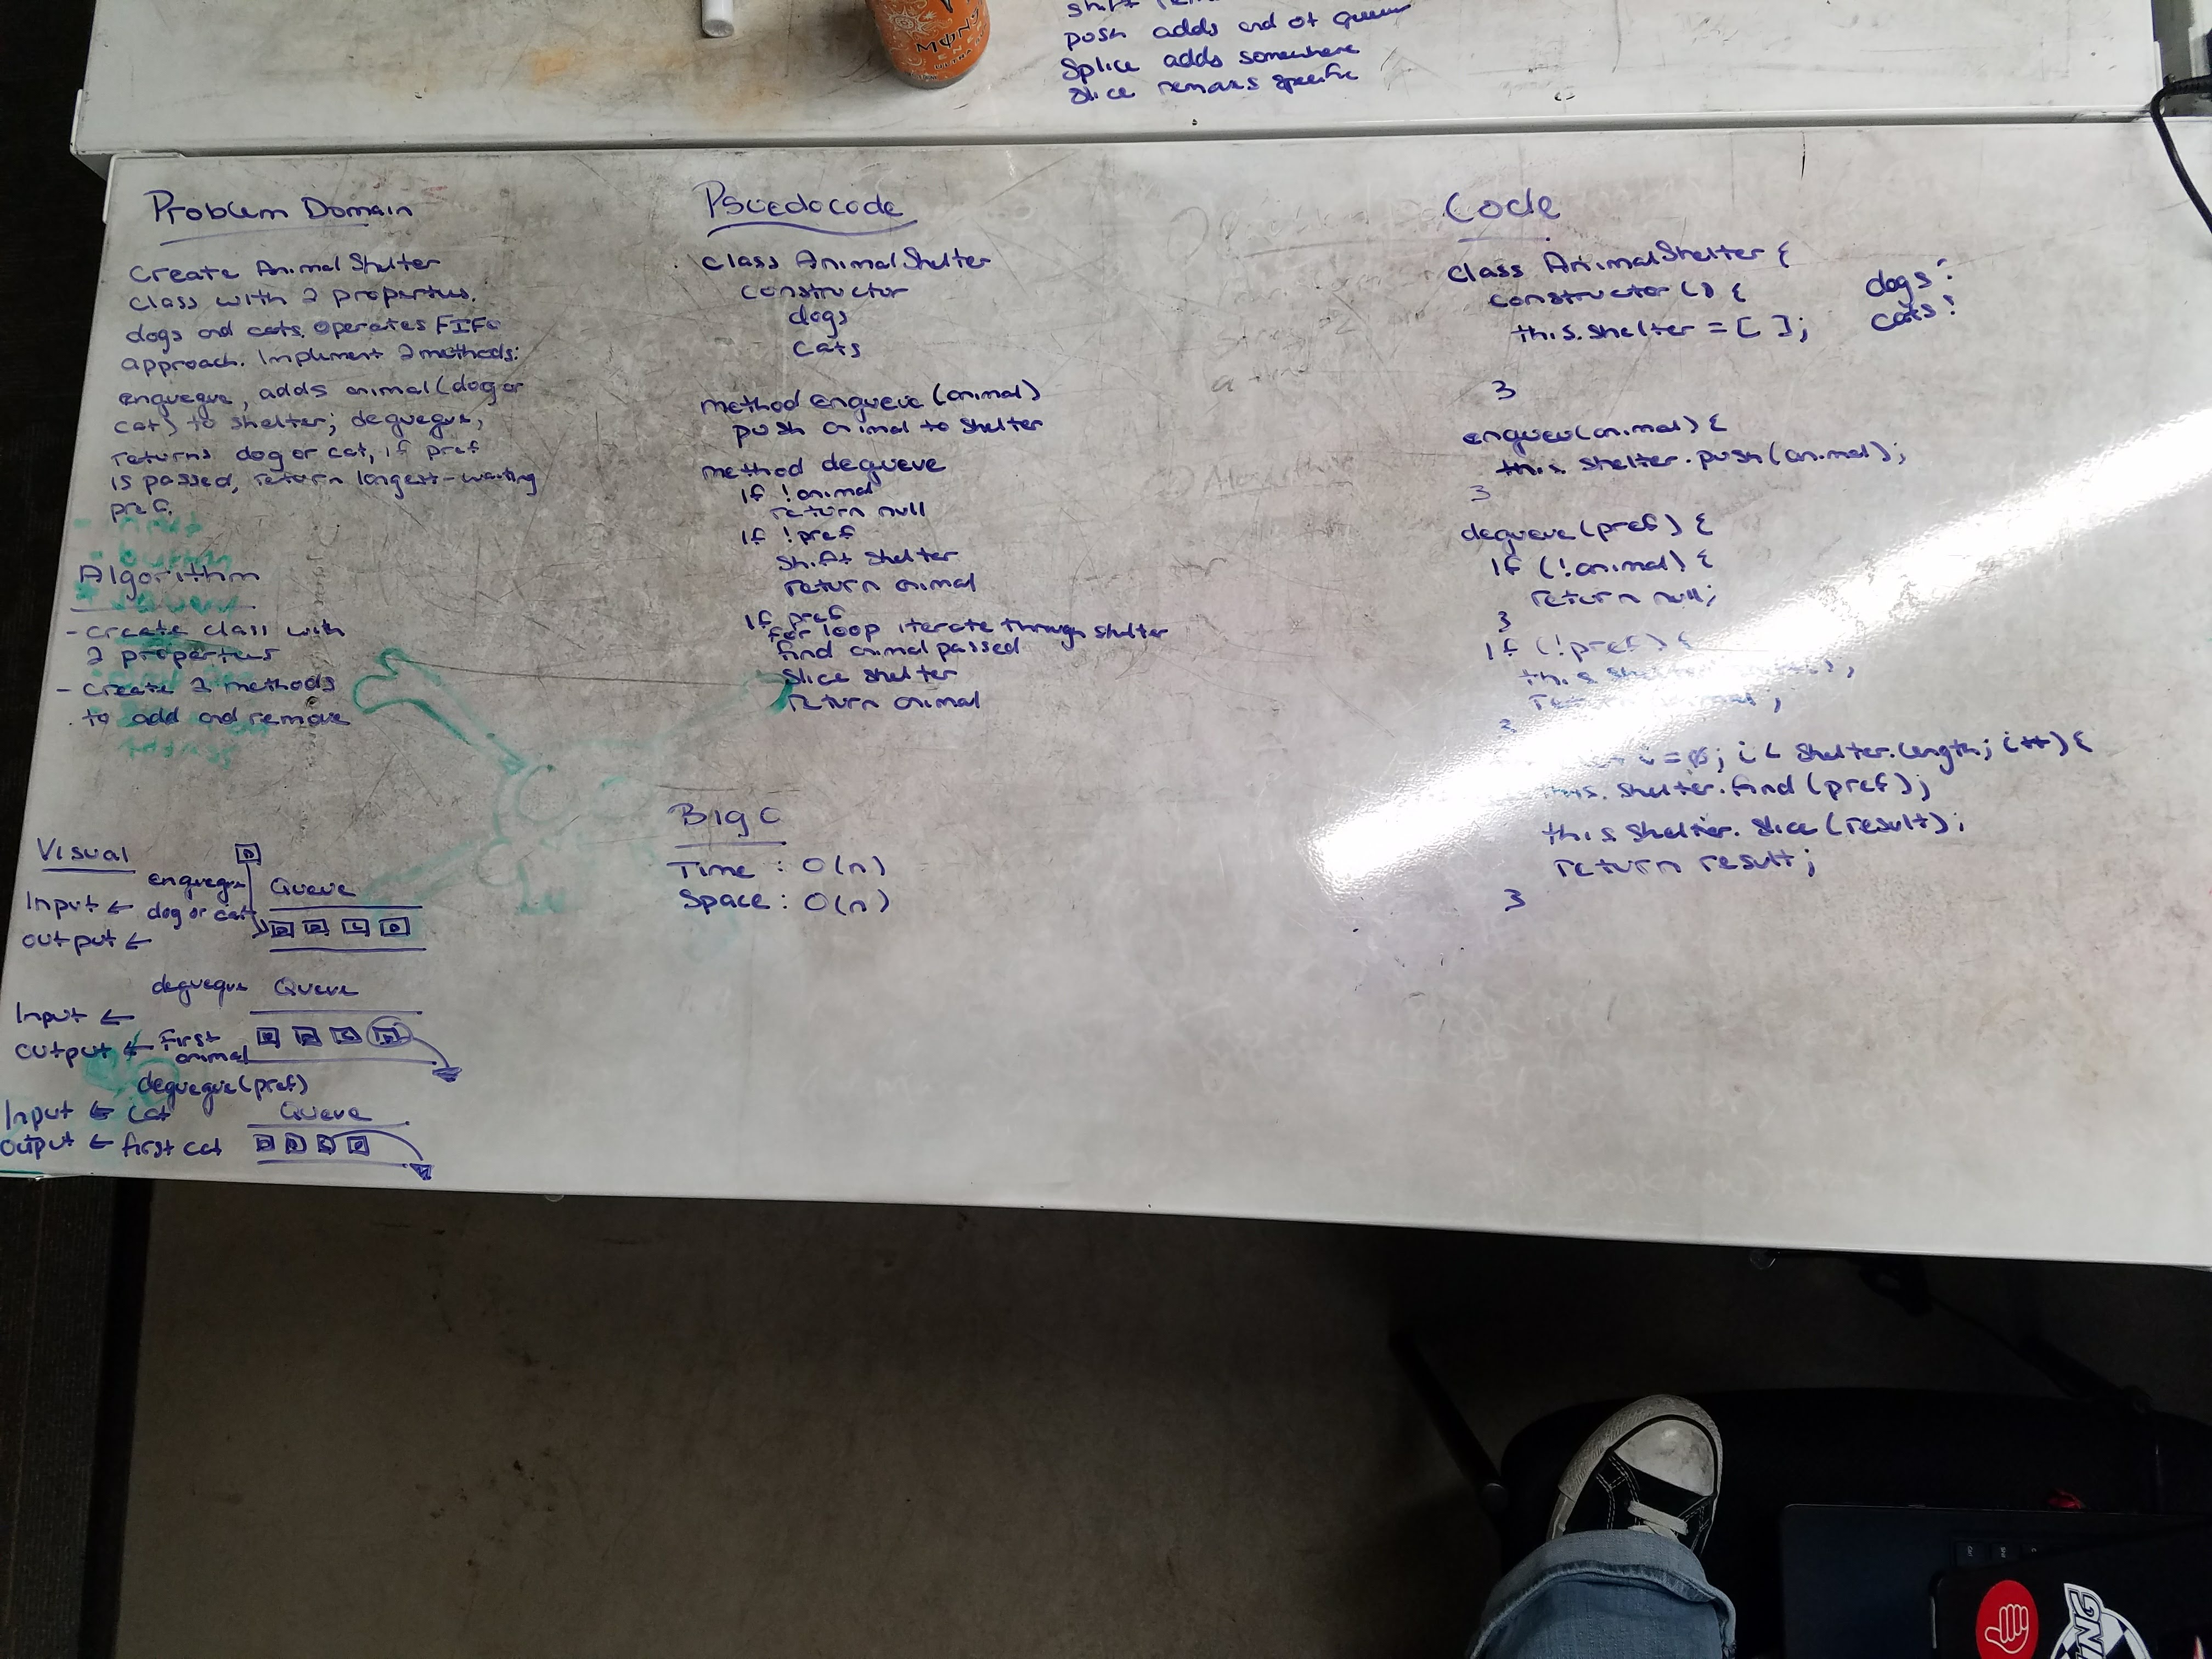 Problem Domain
Create AnimalShelter
class with 2 properties.
dogs and cats. operates FIFO
approach. Implement 2 methods:
enqueue, adds animal (dog or
cat) to shelter; dequeue,
returns dog or cat, if pref
is passed, return longest-waiting
pref.
Algorithm
- create class with
2 properties
- create 2 methods
to add and remove
Visual
enqueue
Input → dog or cat
output →
Queue
dequeue
Queue
Input →
output → first
animal
dequeue(pref)
Input → Cat
Queue
Output → first cat
Psuedocode
Class AnimalShelter
constructor
dogs
cats
method enqueue (animal)
push animal to shelter
method dequeue
If !animal
return null
If !pref
shift shelter
return animal
If pref
for loop iterate through shelter
find animal passed
slice shelter
return animal
Big O
Time : O(n)
Space : O(n)
Code
class AnimalShelter {
constructor() {
this.shelter = [];
}
dogs:
cats:
enqueue(animal) {
this.shelter.push(animal);
}
dequeue(pref) {
If (!animal) {
return null;
}
If (!pref) {
this.
}
i = 0; i < shelter.length; i++) {
this.shelter.find(pref)
this.shelter.slice(result);
return result;
}
shift
push adds end of queue
splice adds somewhere
slice removes specific
ING
Shift
Ctrl